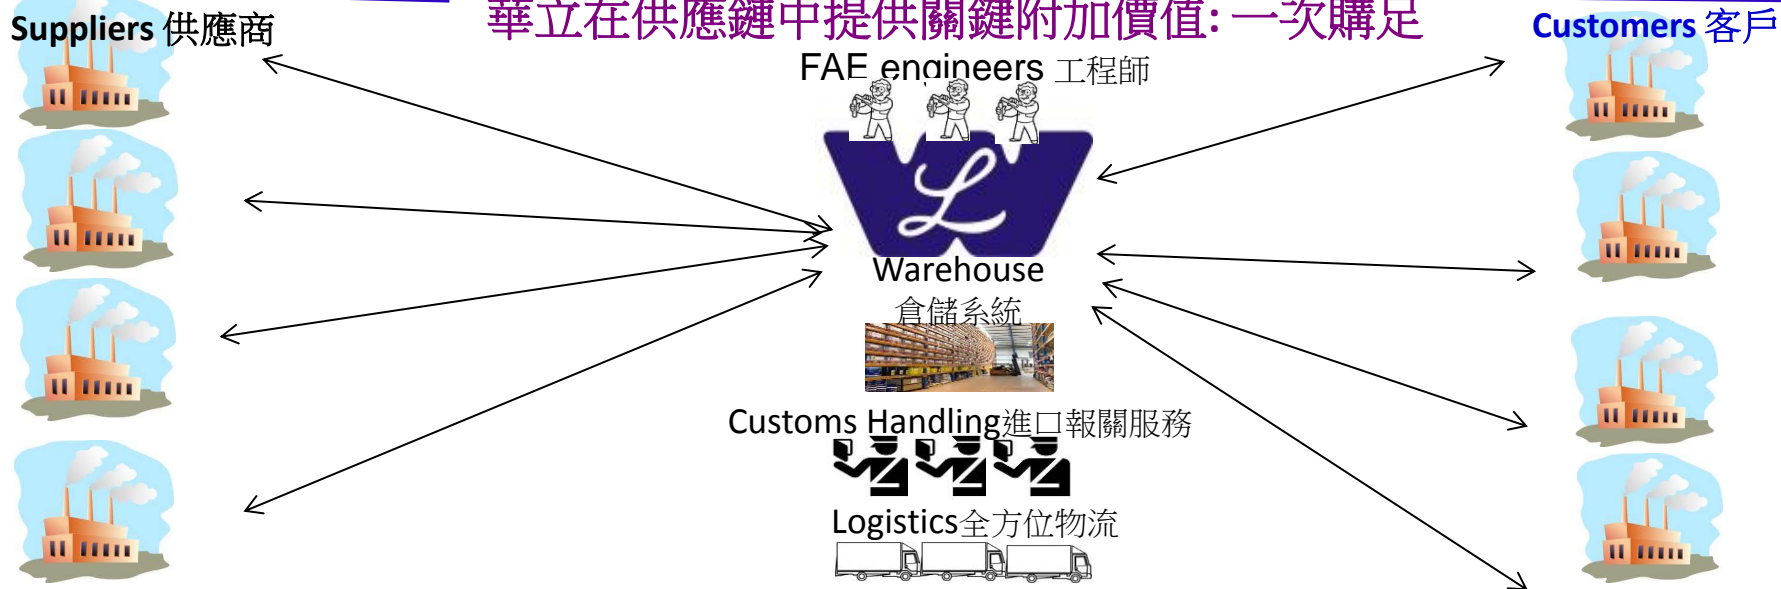 華立在供應鏈中提供關鍵附加價值: 一次購足
Suppliers 供應商
Customers 客戶
FAE engineers 工程師
L
Warehouse
倉儲系統
Customs Handling進口報關服務
Logistics全方位物流